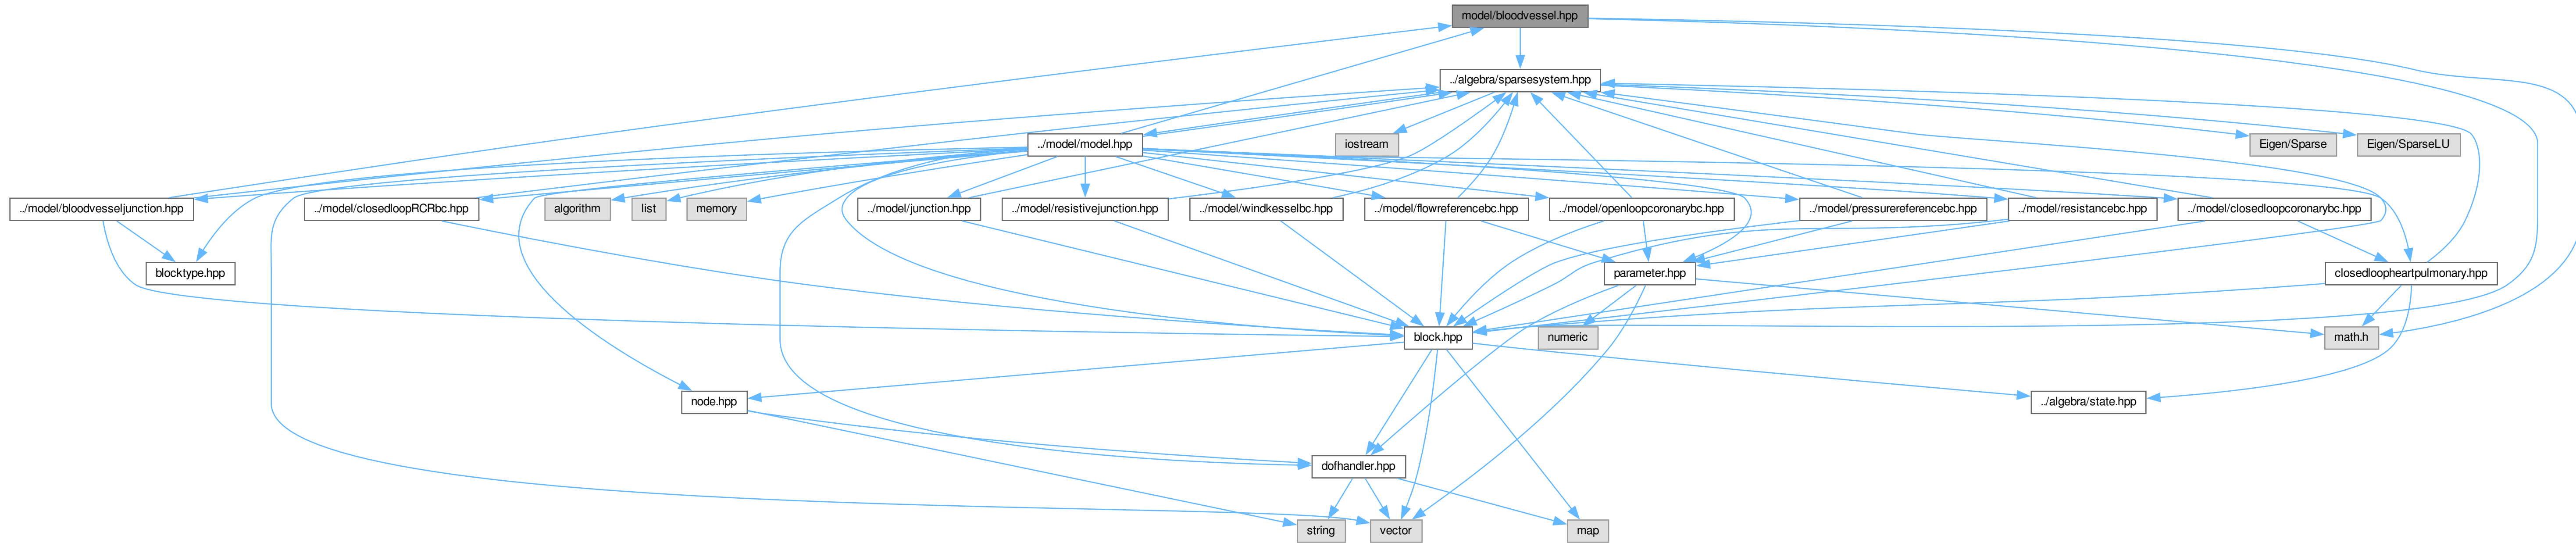 model/bloodvessel.hpp
../algebra/sparsesystem.hpp
../model/model.hpp
iostream
Eigen/Sparse
Eigen/SparseLU
../model/bloodvesseljunction.hpp
../model/closedloopRCRbc.hpp
algorithm
list
memory
../model/junction.hpp
../model/resistivejunction.hpp
../model/windkesselbc.hpp
../model/flowreferencebc.hpp
../model/openloopcoronarybc.hpp
../model/pressurereferencebc.hpp
../model/resistancebc.hpp
../model/closedloopcoronarybc.hpp
blocktype.hpp
parameter.hpp
closedloopheartpulmonary.hpp
block.hpp
numeric
math.h
node.hpp
../algebra/state.hpp
dofhandler.hpp
string
vector
map